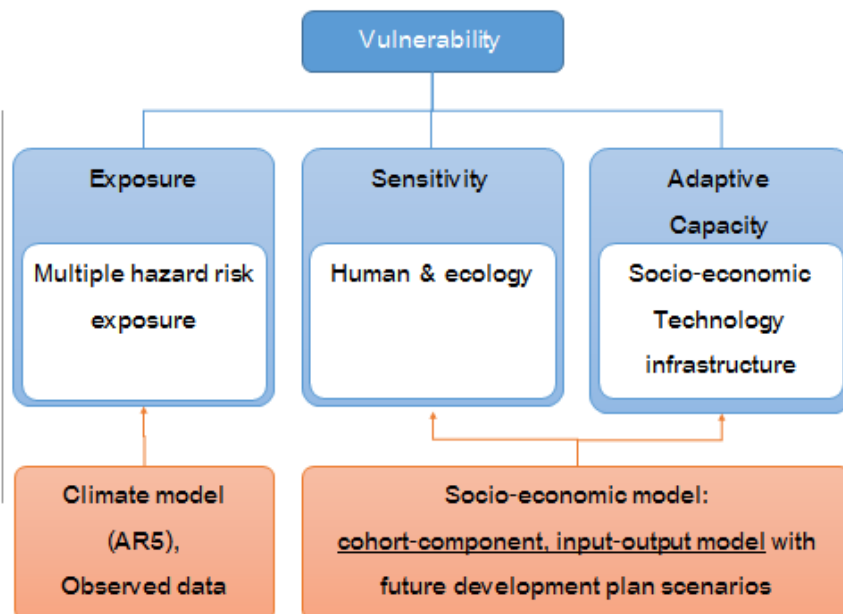 Vulnerability
Exposure
Multiple hazard risk
exposure
Sensitivity
Human & ecology
Adaptive
Capacity
Socio-economic
Technology
infrastructure
Climate model
(AR5),
Observed data
Socio-economic model:
cohort-component, input-output model with
future development plan scenarios